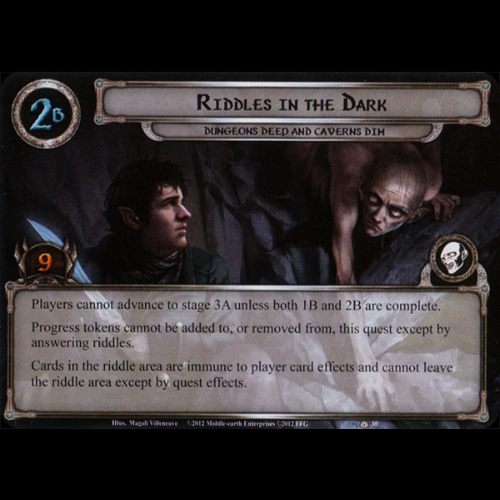 2B
RIDDLES IN THE DARK
DUNGEONS DEEP AND CAVERNS DIM
9
Players cannot advance to stage 3A unless both 1B and 2B are complete.
Progress tokens cannot be added to, or removed from, this quest except by
answering riddles.
Cards in the riddle area are immune to player card effects and cannot leave
the riddle area except by quest effects.
Illus. Magali Villeneuve ©2012 Middle-earth Enterprises ©2012 FFG
30